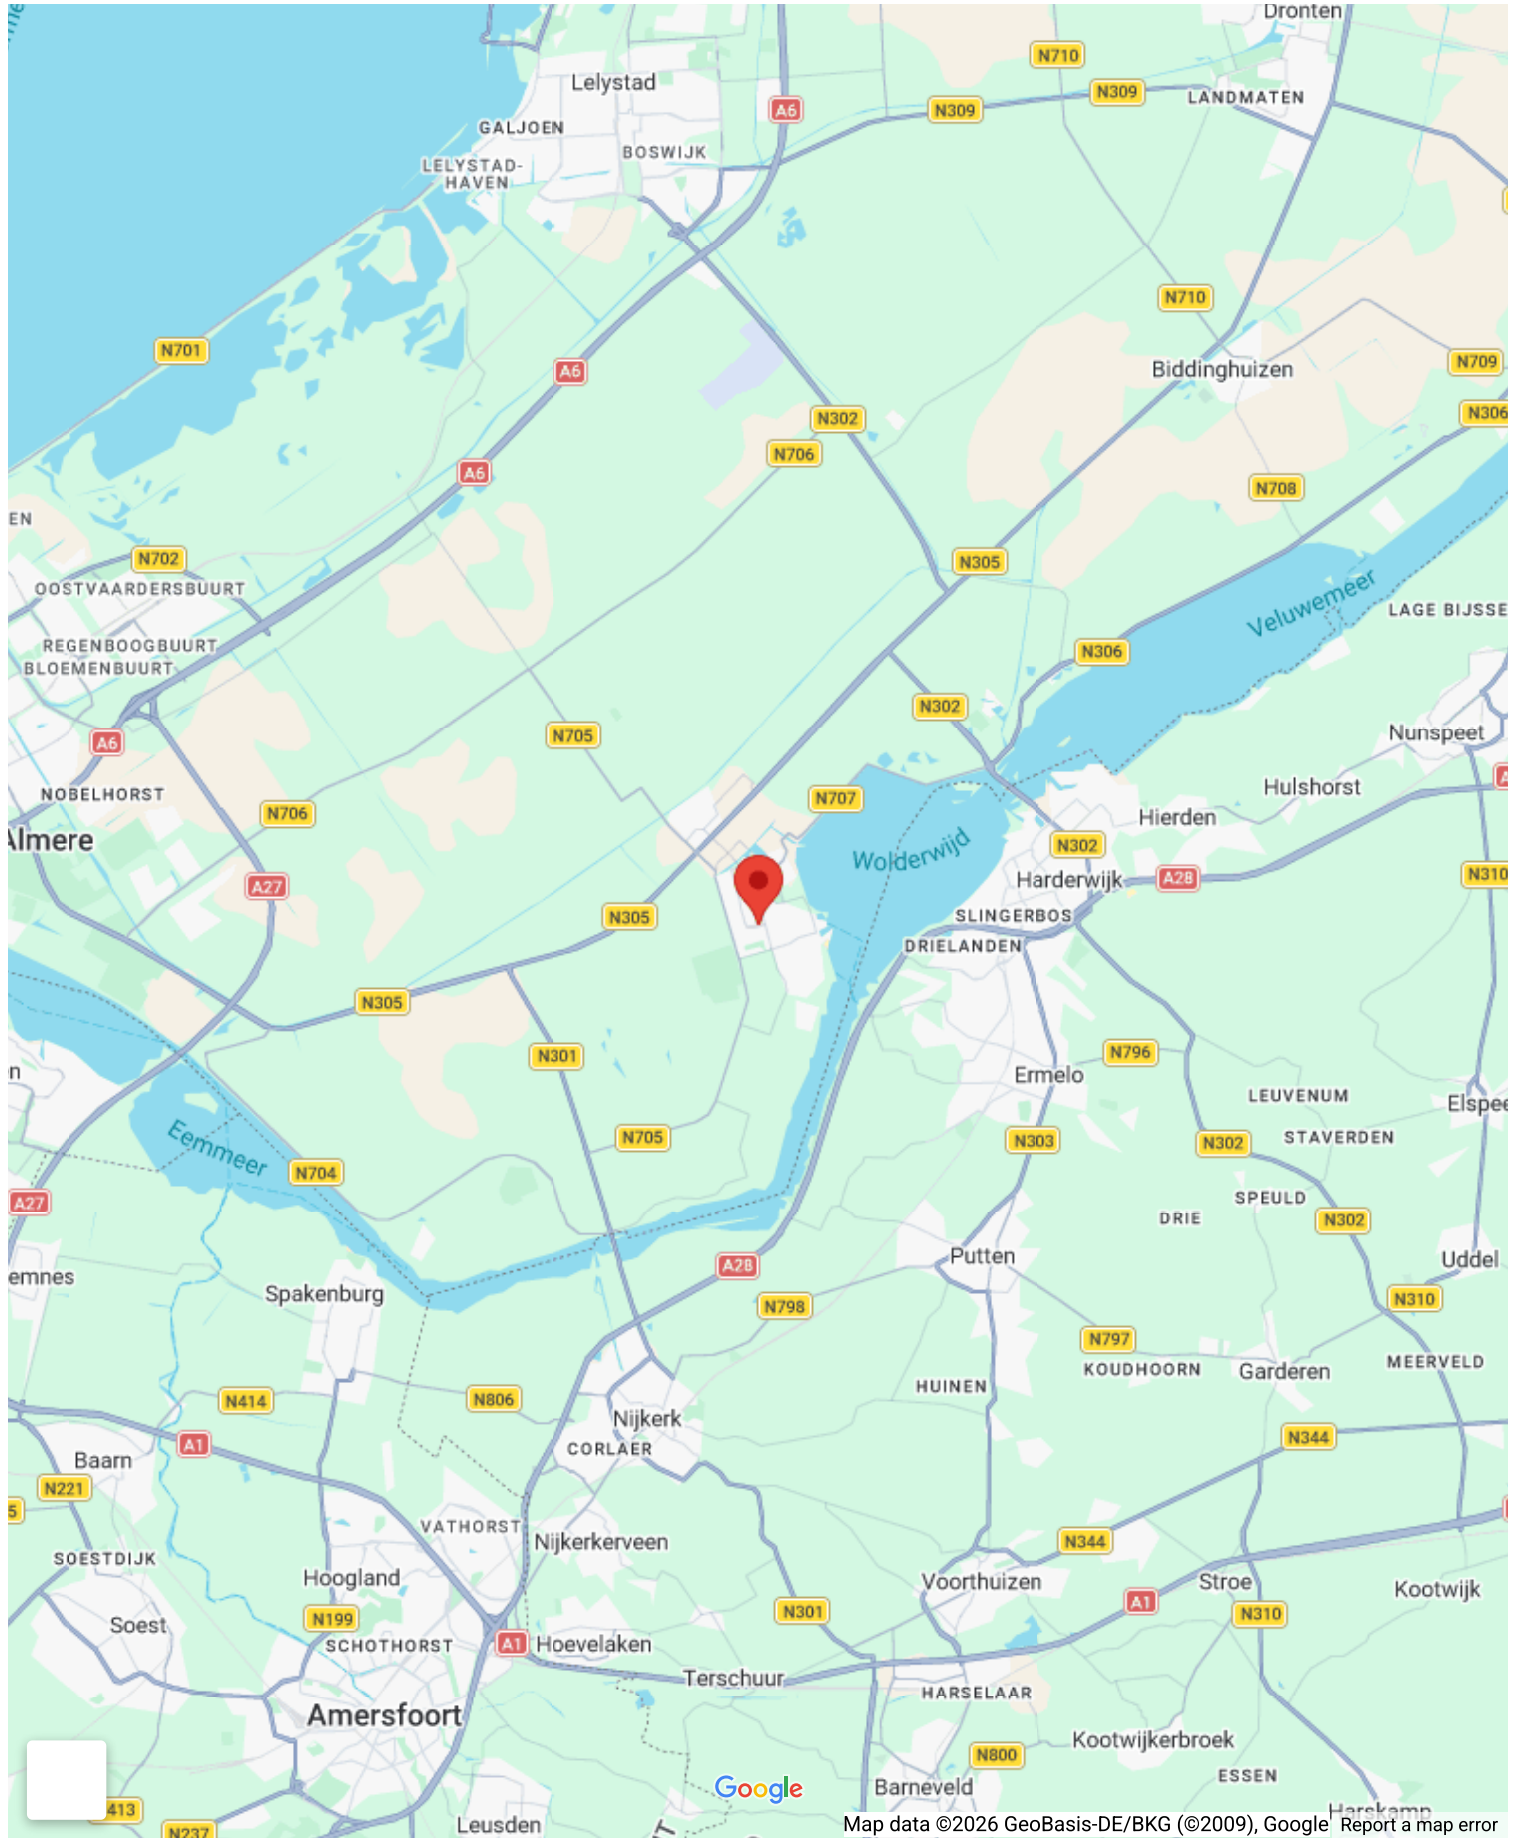 Dronten
N710
Lelystad
N309
LANDMATEN
A6
N309
GALJOEN
BOSWIJK
LELYSTAD-
HAVEN
N710
N701
N709
A6
Biddinghuizen
N306
N302
N706
A6
N708
EN
N702
N305
OOSTVAARDERSBUURT
Veluwemeer
LAGE BIJSSE
REGENBOOGBUURT
N306
BLOEMENBUURT
N302
N705
Nunspeet
A6
Hulshorst
NOBELHORST
N707
N706
Hierden
Almere
N302
Wolderwijd
N310
A28
Harderwijk
A27
N305
SLINGERBOS
DRIELANDEN
N305
N301
N796
Ermelo
LEUVENUM
Elspee
Eemmeer
N705
N303
N302
STAVERDEN
N704
A27
SPEULD
DRIE
N302
Putten
Uddel
A28
emnes
Spakenburg
N310
N798
N797
MEERVELD
KOUDHOORN
Garderen
HUINEN
N414
N806
Nijkerk
N344
A1
CORLAER
Baarn
N221
5
VATHORST
Nijkerkerveen
N344
SOESTDIJK
Hoogland
Voorthuizen
Stroe
Kootwijk
A1
N301
N310
N199
Soest
SCHOTHORST
A1
Hoevelaken
Terschuur
HARSELAAR
Amersfoort
Kootwijkerbroek
N800
ESSEN
Google
Barneveld
413
Harskamp
Leusden
N237
Map data ©2026 GeoBasis-DE/BKG (©2009), Google
Report a map error